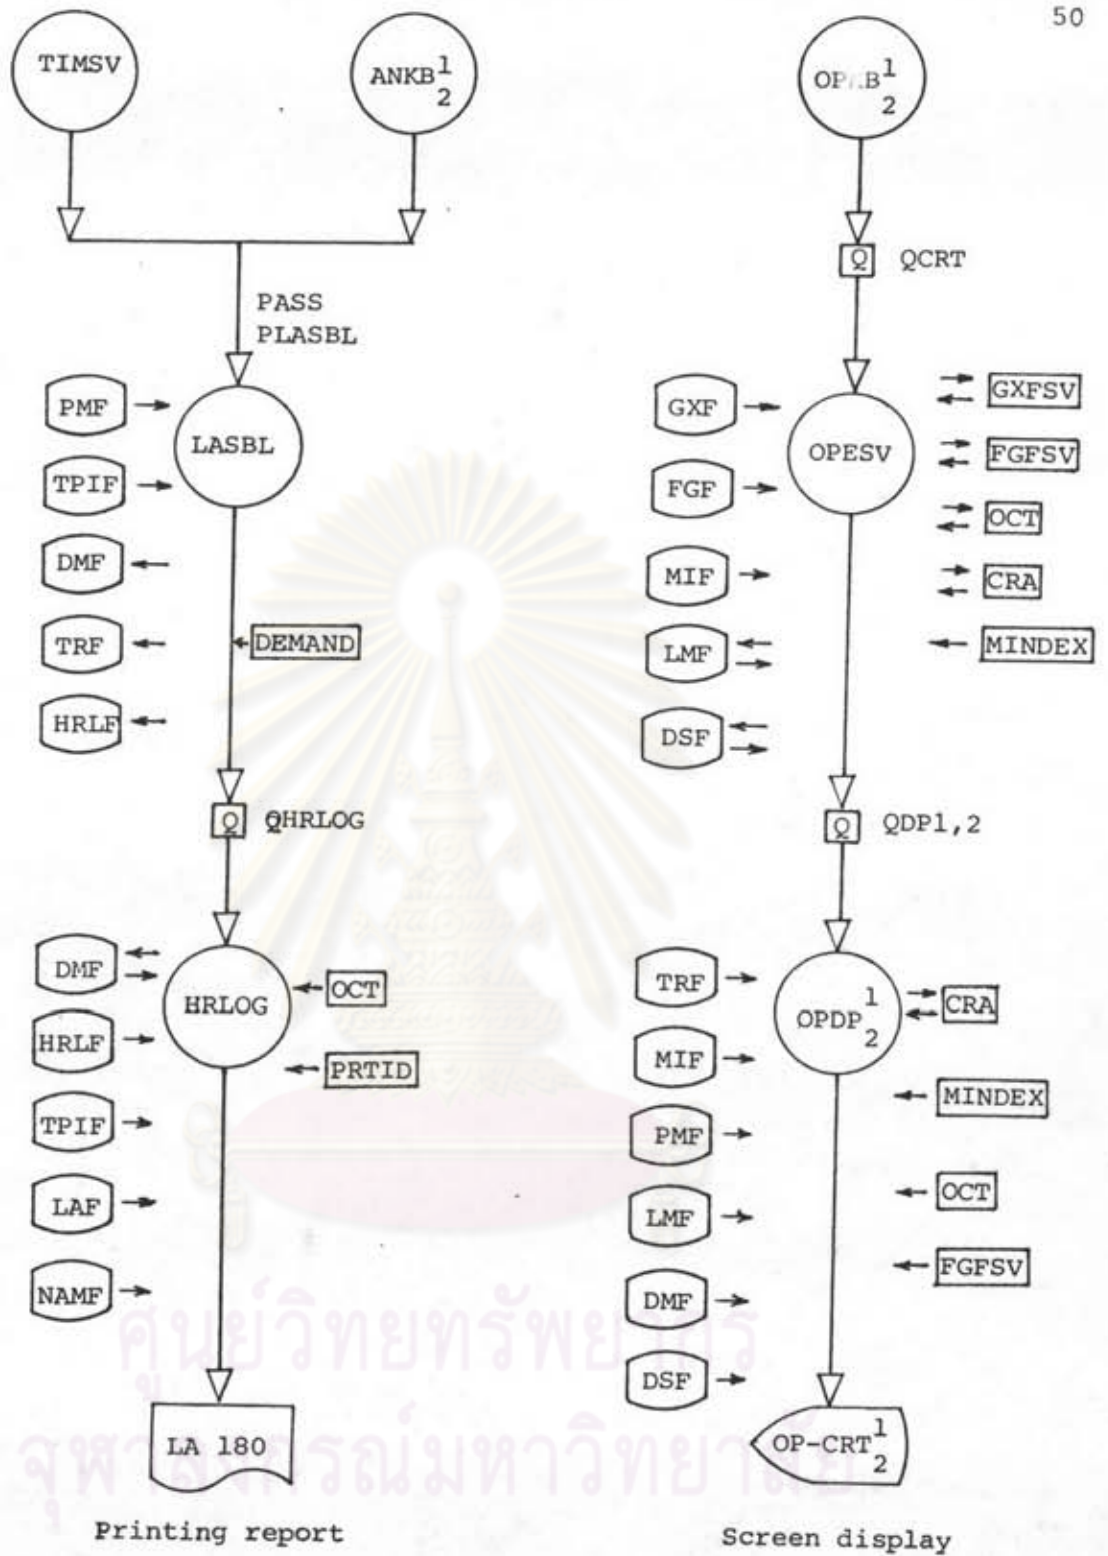 50
TIMSV
ANKB 1
2
PASS
PLASBL
PMF
LASBL
TPIF
DMF
TRF
DEMAND
HRLF
Q QHRLOG
DMF
HRLOG
OCT
HRLF
PRTID
TPIF
LAF
NAMF
LA 180
Printing report
1
2
Q QCRT
GXF
OPESV
GXFSV
FGF
FGFSV
OCT
MIF
CRA
LMF
MINDEX
DSF
Q QDP1,2
TRF
OPDP 1
2
CRA
MIF
MINDEX
PMF
OCT
LMF
FGFSV
DMF
DSF
OP-CRT 1
2
Screen display
ศูนย์วิทยทรัพยากร
จุฬาลงกรณ์มหาวิทยาลัย